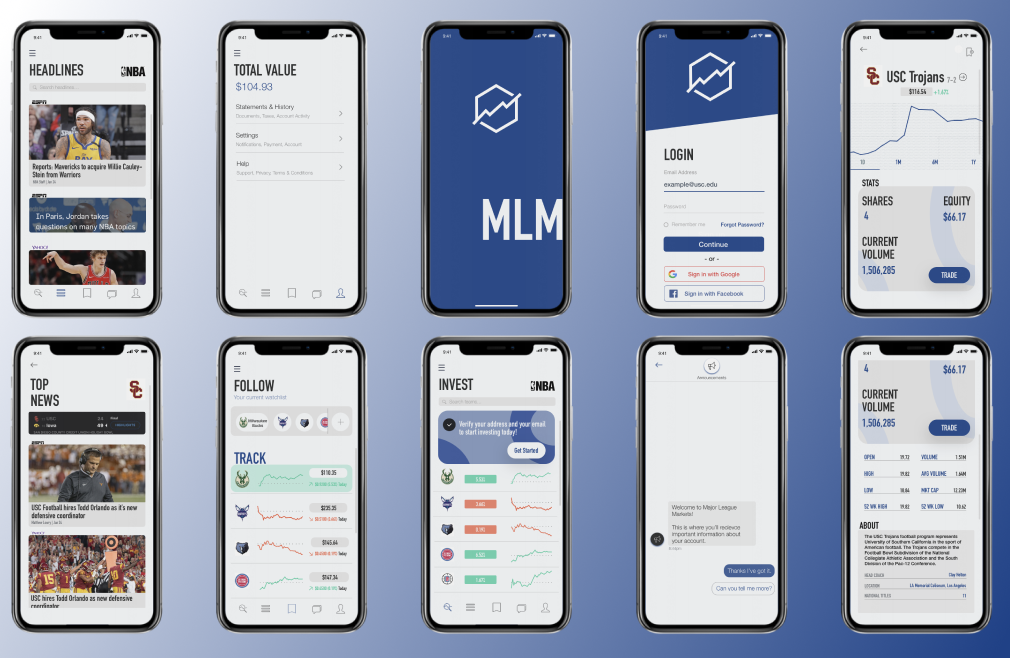 9:41
HEADLINES
NBA
Search headlines...
ESPN
Reports: Mavericks to acquire Willie Cauley-
Stein from Warriors
ESPN
In Paris, Jordan takes
questions on many NBA topics
YAHOO!
9:41
TOTAL VALUE
$104.93
Statements & History
Documents, Taxes, Account Activity
Settings
Notifications, Payment, Account
Help
Support, Privacy, Terms & Conditions
9:41
MLM
9:41
LOGIN
Email Address
example@usc.edu
Password
Remember me
Forgot Password?
Continue
- or -
Sign in with Google
Sign in with Facebook
9:41
SC
USC Trojans 7-2
$116.54 +1.62%
1D 1M 6M 1Y
STATS
SHARES EQUITY
4 $66.17
CURRENT
VOLUME
1,506,285
TRADE
9:41
TOP
NEWS
SC
ESPN
USC Football hires Todd Orlando as it's new
defensive coordinator
YAHOO!
USC hires Todd Orlando as new defensive
coordinator
9:41
FOLLOW
Your current watchlist
Milwaukee
Bucks
TRACK
$110.35
Today
$235.35
Today
$145.64
Today
$147.34
Today
9:41
INVEST
NBA
Search teams...
Verify your address and your email
to start investing today!
Get Started
9:41
Announcements
Welcome to Major League
Markets!
This is where you'll recieve
important information about
your account.
Thanks I've got it.
Can you tell me more?
9:41
4 $66.17
CURRENT
VOLUME
1,506,285
TRADE
OPEN 19.72 VOLUME 1.51M
HIGH 19.82 AVG VOLUME 1.66M
LOW 18.86 MKT CAP 12.23M
52 WK HIGH 19.82 52 WK LOW 10.62
ABOUT
The USC Trojans football program represents
University of Southern California in the sport of
American football. The Trojans compete in the
Football Bowl Subdivision of the National
Collegiate Athletic Association and the South
Division of the Pac-12 Conference.
HEAD COACH Clay Helton
LOCATION LA Memorial Coliseum, Los Angeles
NATIONAL TITLES 11